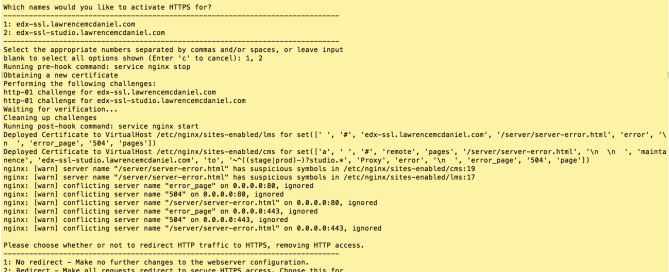 Which names would you like to activate HTTPS for?
-------------------------------------------------------------------------------
1: edx-ssl.lawrencemcdaniel.com
2: edx-ssl-studio.lawrencemcdaniel.com
-------------------------------------------------------------------------------
Select the appropriate numbers separated by commas and/or spaces, or leave input
blank to select all options shown (Enter 'c' to cancel): 1, 2
Running pre-hook command: service nginx stop
Obtaining a new certificate
Performing the following challenges:
http-01 challenge for edx-ssl.lawrencemcdaniel.com
http-01 challenge for edx-ssl-studio.lawrencemcdaniel.com
Waiting for verification...
Cleaning up challenges
Running post-hook command: service nginx start
Deployed Certificate to VirtualHost /etc/nginx/sites-enabled/lms for set([' ', '#', 'edx-ssl.lawrencemcdaniel.com', '/server/server-error.html', 'error', '\
n  ', 'error_page', '504', 'pages'])
Deployed Certificate to VirtualHost /etc/nginx/sites-enabled/cms for set(['a', ' ', '#', 'remote', 'pages', '/server/server-error.html', '\n  \n  ', 'mainta
nence', 'edx-ssl-studio.lawrencemcdaniel.com', 'to', '~^((stage|prod)-)?studio.*', 'Proxy', 'error', '\n  ', 'error_page', '504', 'page'])
nginx: [warn] server name "/server/server-error.html" has suspicious symbols in /etc/nginx/sites-enabled/cms:19
nginx: [warn] server name "/server/server-error.html" has suspicious symbols in /etc/nginx/sites-enabled/lms:17
nginx: [warn] conflicting server name "error_page" on 0.0.0.0:80, ignored
nginx: [warn] conflicting server name "504" on 0.0.0.0:80, ignored
nginx: [warn] conflicting server name "/server/server-error.html" on 0.0.0.0:80, ignored
nginx: [warn] conflicting server name "error_page" on 0.0.0.0:443, ignored
nginx: [warn] conflicting server name "504" on 0.0.0.0:443, ignored
nginx: [warn] conflicting server name "/server/server-error.html" on 0.0.0.0:443, ignored

Please choose whether or not to redirect HTTP traffic to HTTPS, removing HTTP access.
-------------------------------------------------------------------------------
1: No redirect - Make no further changes to the webserver configuration.
2: Redirect - Make all requests redirect to secure HTTPS access. Choose this for